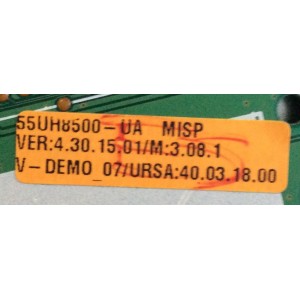 55UH8500-UA MISP
VER:4.30.15.01/M:3.08.1
V-DEMO_07/URSA:40.03.18.00